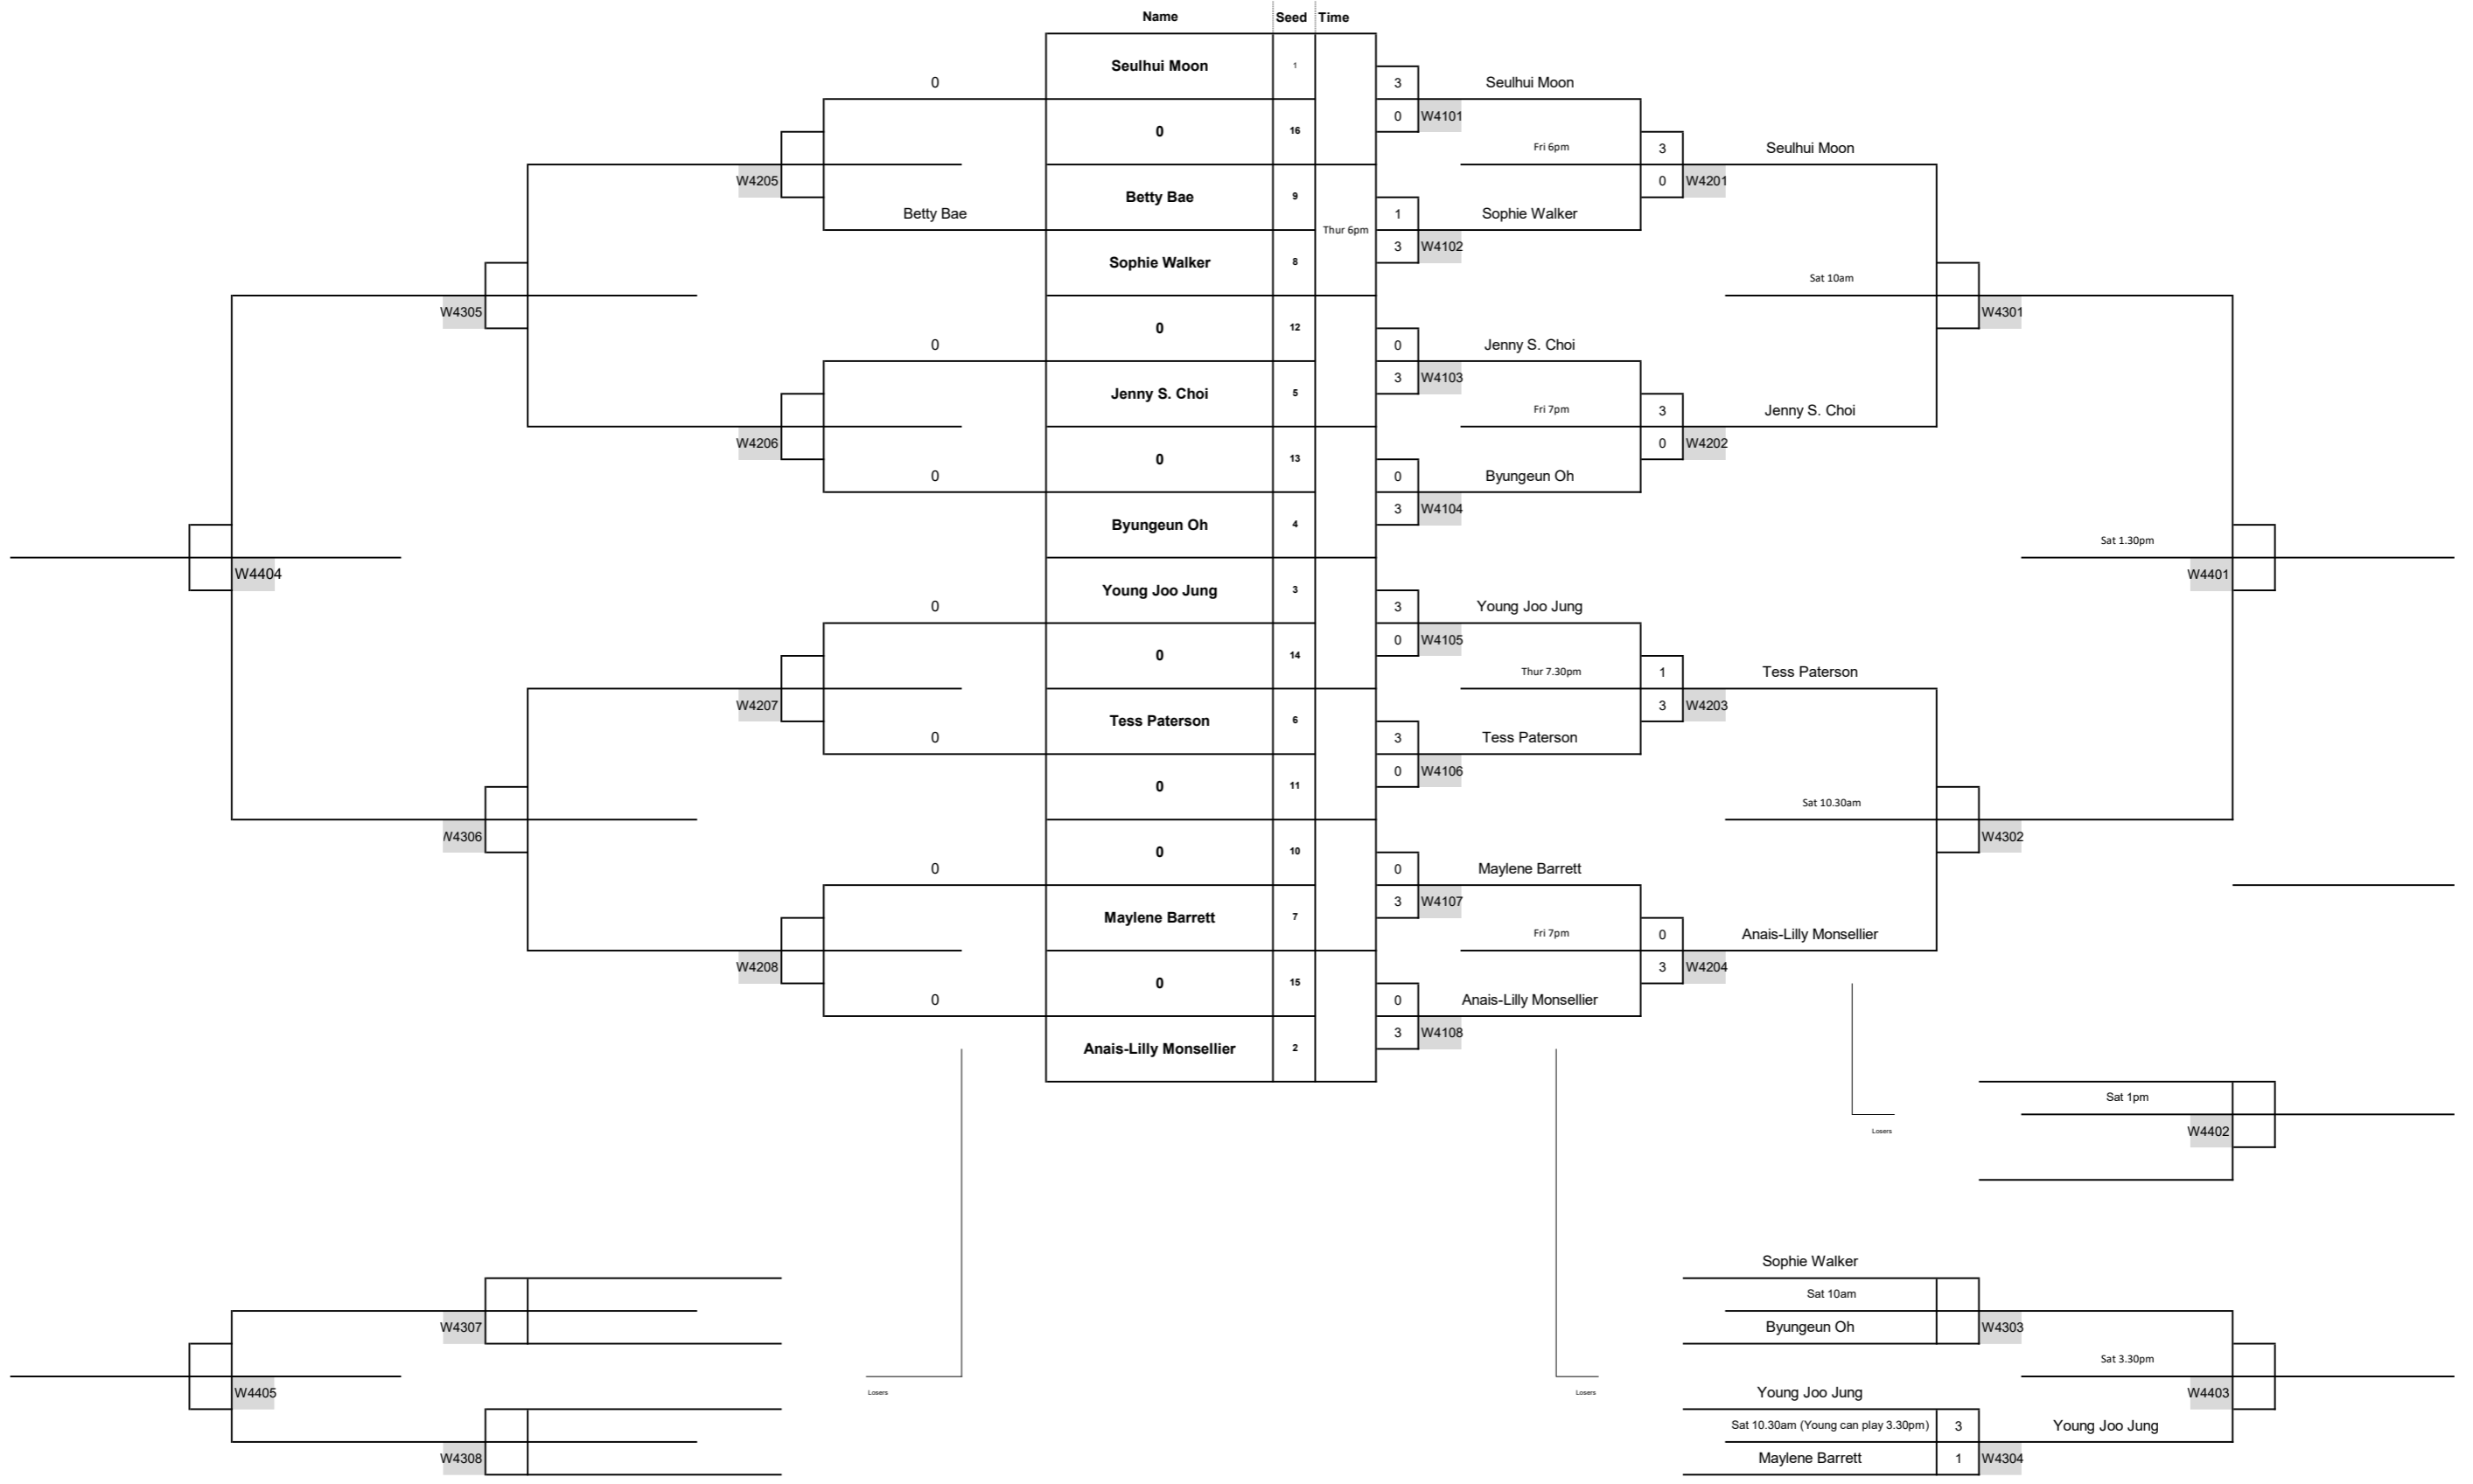 Name Seed Time
Seulhui Moon 1
0 3 Seulhui Moon
0 W4101
0 16
Fri 6pm 3 Seulhui Moon
W4205 0 W4201
Betty Bae 9
Betty Bae 1 Sophie Walker
Thur 6pm
3 W4102
Sophie Walker 8
Sat 10am
W4305 W4301
0 12
0 0 Jenny S. Choi
3 W4103
Jenny S. Choi 5
Fri 7pm 3 Jenny S. Choi
W4206 0 W4202
0 13
0 0 Byungeun Oh
3 W4104
Byungeun Oh 4
Sat 1.30pm
W4404 W4401
Young Joo Jung 3
0 3 Young Joo Jung
0 W4105
0 14
Thur 7.30pm 1 Tess Paterson
W4207 3 W4203
Tess Paterson 6
0 3 Tess Paterson
0 W4106
0 11
Sat 10.30am
W4306 W4302
0 10
0 0 Maylene Barrett
3 W4107
Maylene Barrett 7
Fri 7pm 0 Anais-Lilly Monsellier
W4208 3 W4204
0 15
0 0 Anais-Lilly Monsellier
3 W4108
Anais-Lilly Monsellier 2
Sat 1pm
Losers W4402
Sophie Walker
Sat 10am
W4307 Byungeun Oh W4303
Sat 3.30pm
W4405 Losers Losers Young Joo Jung W4403
Sat 10.30am (Young can play 3.30pm) 3 Young Joo Jung
W4308 Maylene Barrett 1 W4304